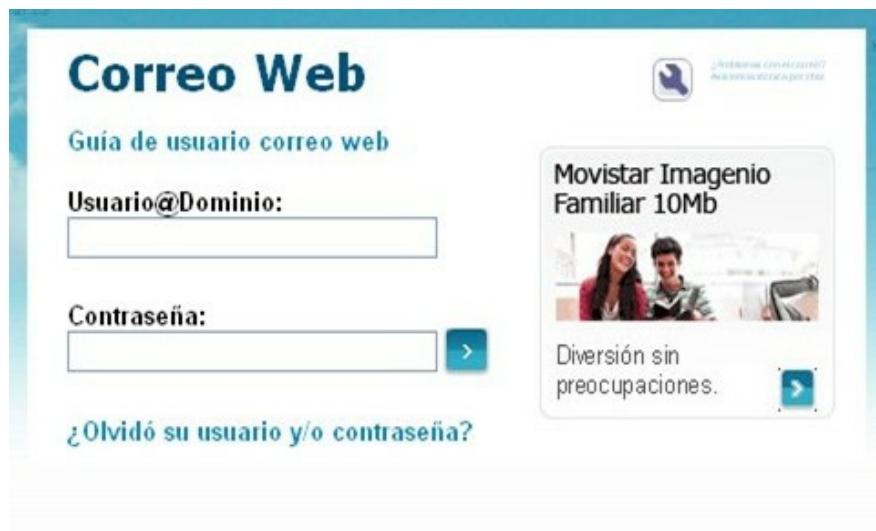 Correo Web
Guía de usuario correo web
Usuario@Dominio:
Contraseña:
¿Olvidó su usuario y/o contraseña?
Movistar Imagenio
Familiar 10Mb
Diversión sin
preocupaciones.